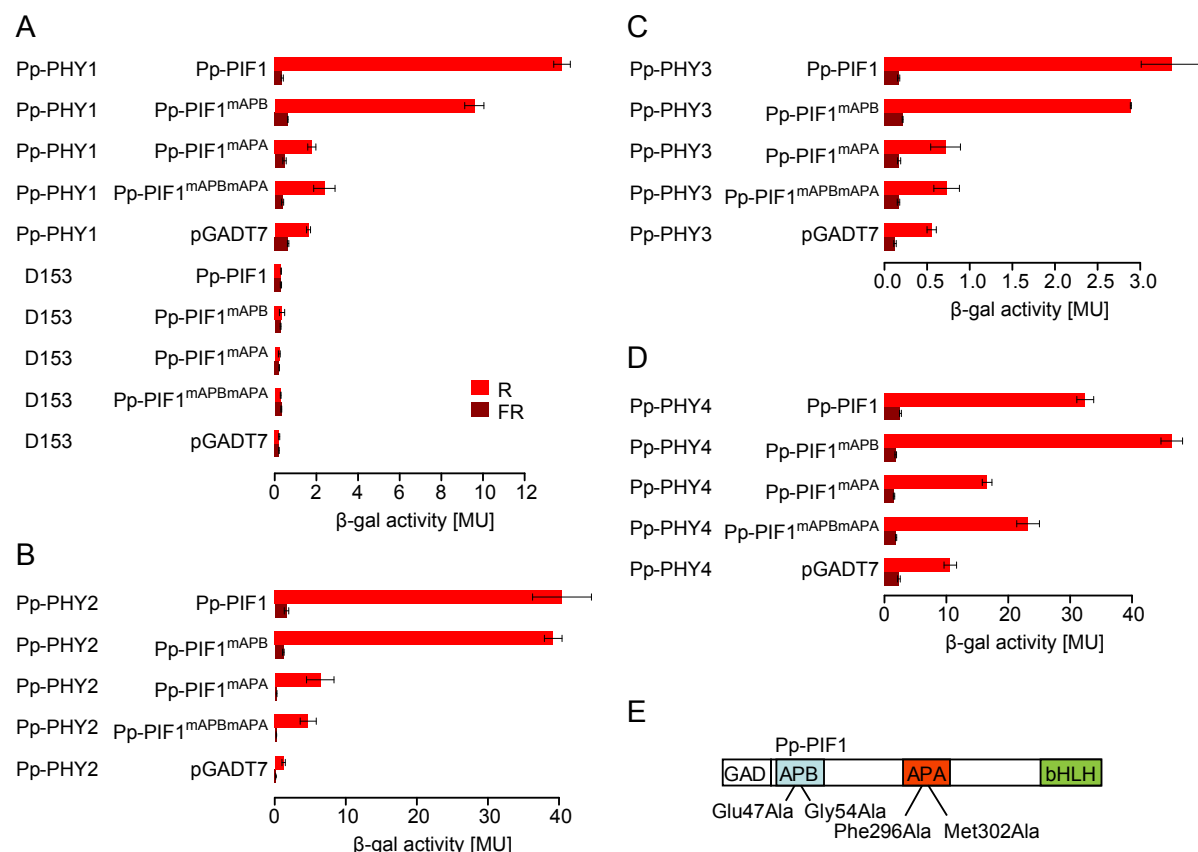 A
Pp-PHY1 Pp-PIF1
Pp-PHY1 Pp-PIF1mAPB
Pp-PHY1 Pp-PIF1mAPA
Pp-PHY1 Pp-PIF1mAPBmAPA
Pp-PHY1 pGADT7
D153 Pp-PIF1
D153 Pp-PIF1mAPB
D153 Pp-PIF1mAPA
D153 Pp-PIF1mAPBmAPA
D153 pGADT7
R
FR
0 2 4 6 8 10 12
β-gal activity [MU]
B
Pp-PHY2 Pp-PIF1
Pp-PHY2 Pp-PIF1mAPB
Pp-PHY2 Pp-PIF1mAPA
Pp-PHY2 Pp-PIF1mAPBmAPA
Pp-PHY2 pGADT7
0 10 20 30 40
β-gal activity [MU]
C
Pp-PHY3 Pp-PIF1
Pp-PHY3 Pp-PIF1mAPB
Pp-PHY3 Pp-PIF1mAPA
Pp-PHY3 Pp-PIF1mAPBmAPA
Pp-PHY3 pGADT7
0.0 0.5 1.0 1.5 2.0 2.5 3.0
β-gal activity [MU]
D
Pp-PHY4 Pp-PIF1
Pp-PHY4 Pp-PIF1mAPB
Pp-PHY4 Pp-PIF1mAPA
Pp-PHY4 Pp-PIF1mAPBmAPA
Pp-PHY4 pGADT7
0 10 20 30 40
β-gal activity [MU]
E
Pp-PIF1
GAD APB APA bHLH
Glu47Ala Gly54Ala
Phe296Ala Met302Ala